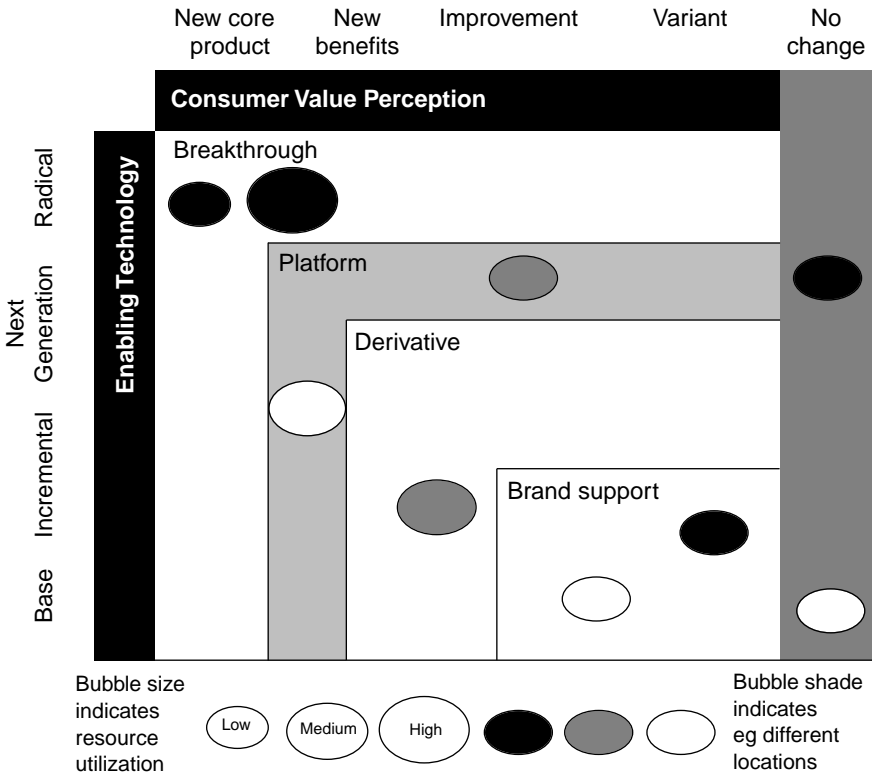 New core
product
New
benefits
Improvement
Variant
No
change
Consumer Value Perception
Enabling Technology
Radical
Next
Generation
Incremental
Base
Breakthrough
Platform
Derivative
Brand support
Bubble size
indicates
resource
utilization
Low
Medium
High
Bubble shade
indicates
eg different
locations